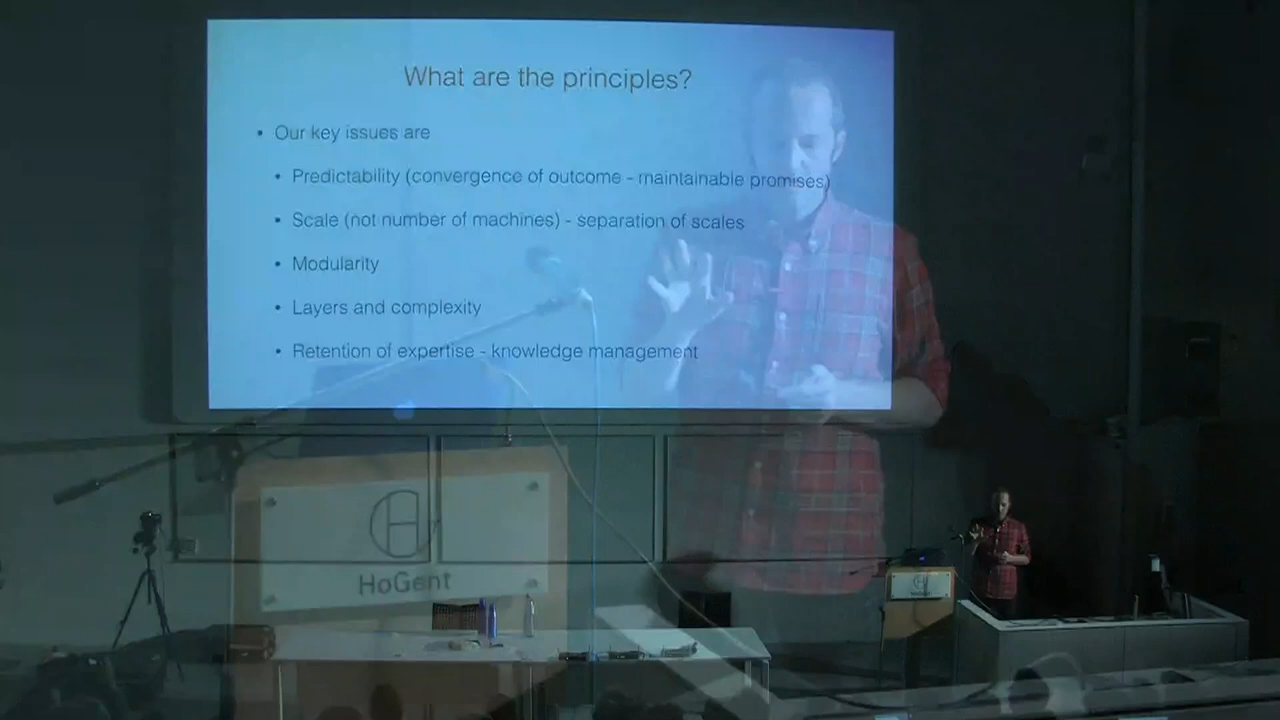 What are the principles?
• Our key issues are
• Predictability (convergence of outcome - maintainable promises)
• Scale (not number of machines) - separation of scales
• Modularity
• Layers and complexity
• Retention of expertise - knowledge management
HoGent
HoGent